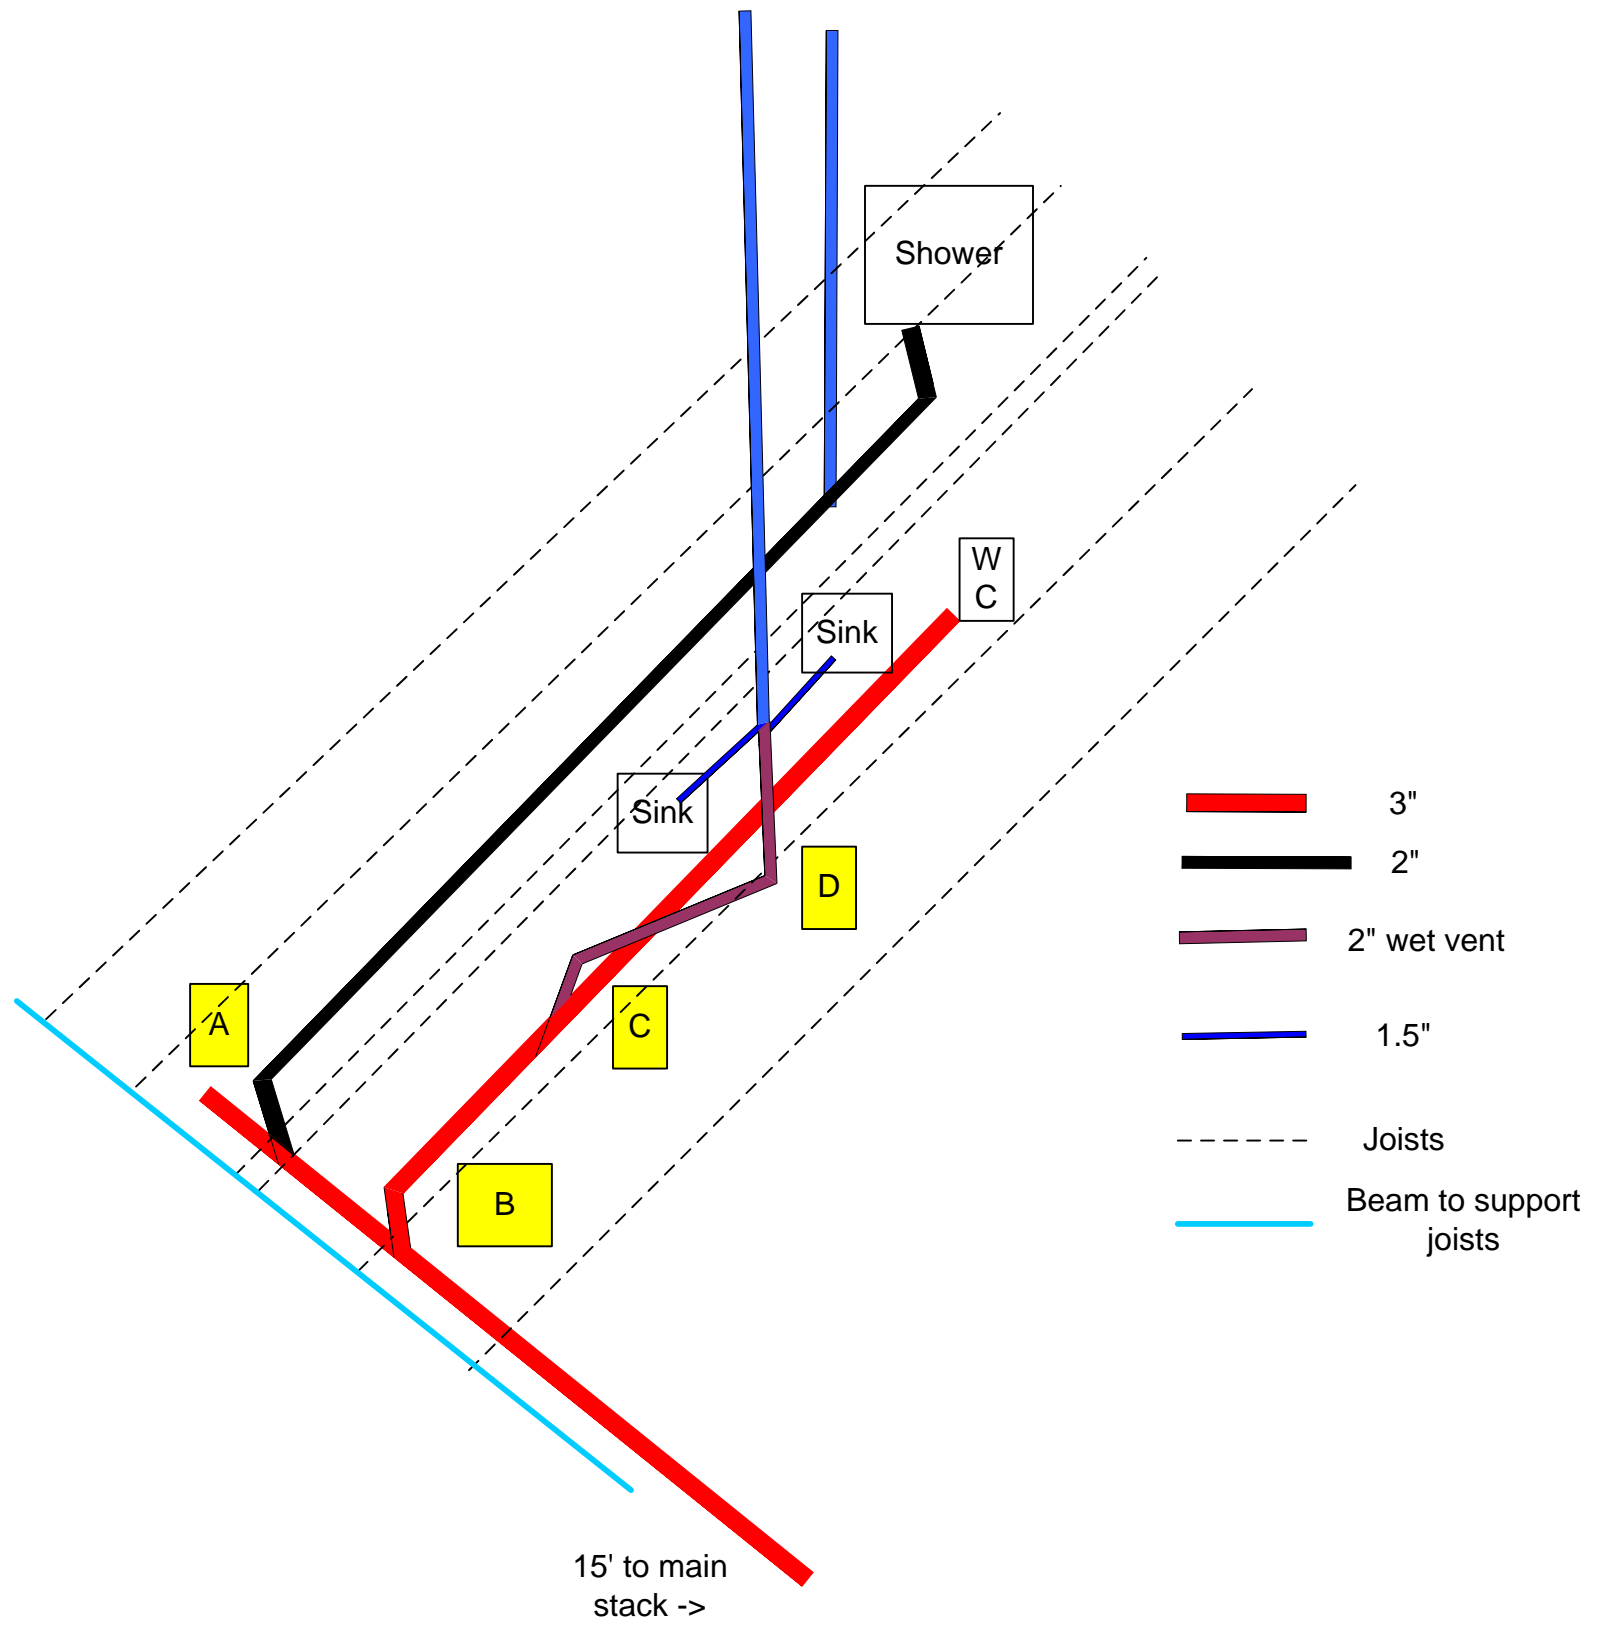 Shower
W
C
Sink
Sink
D
A
C
B
3"
2"
2" wet vent
1.5"
Joists
Beam to support
joists
15' to main
stack ->